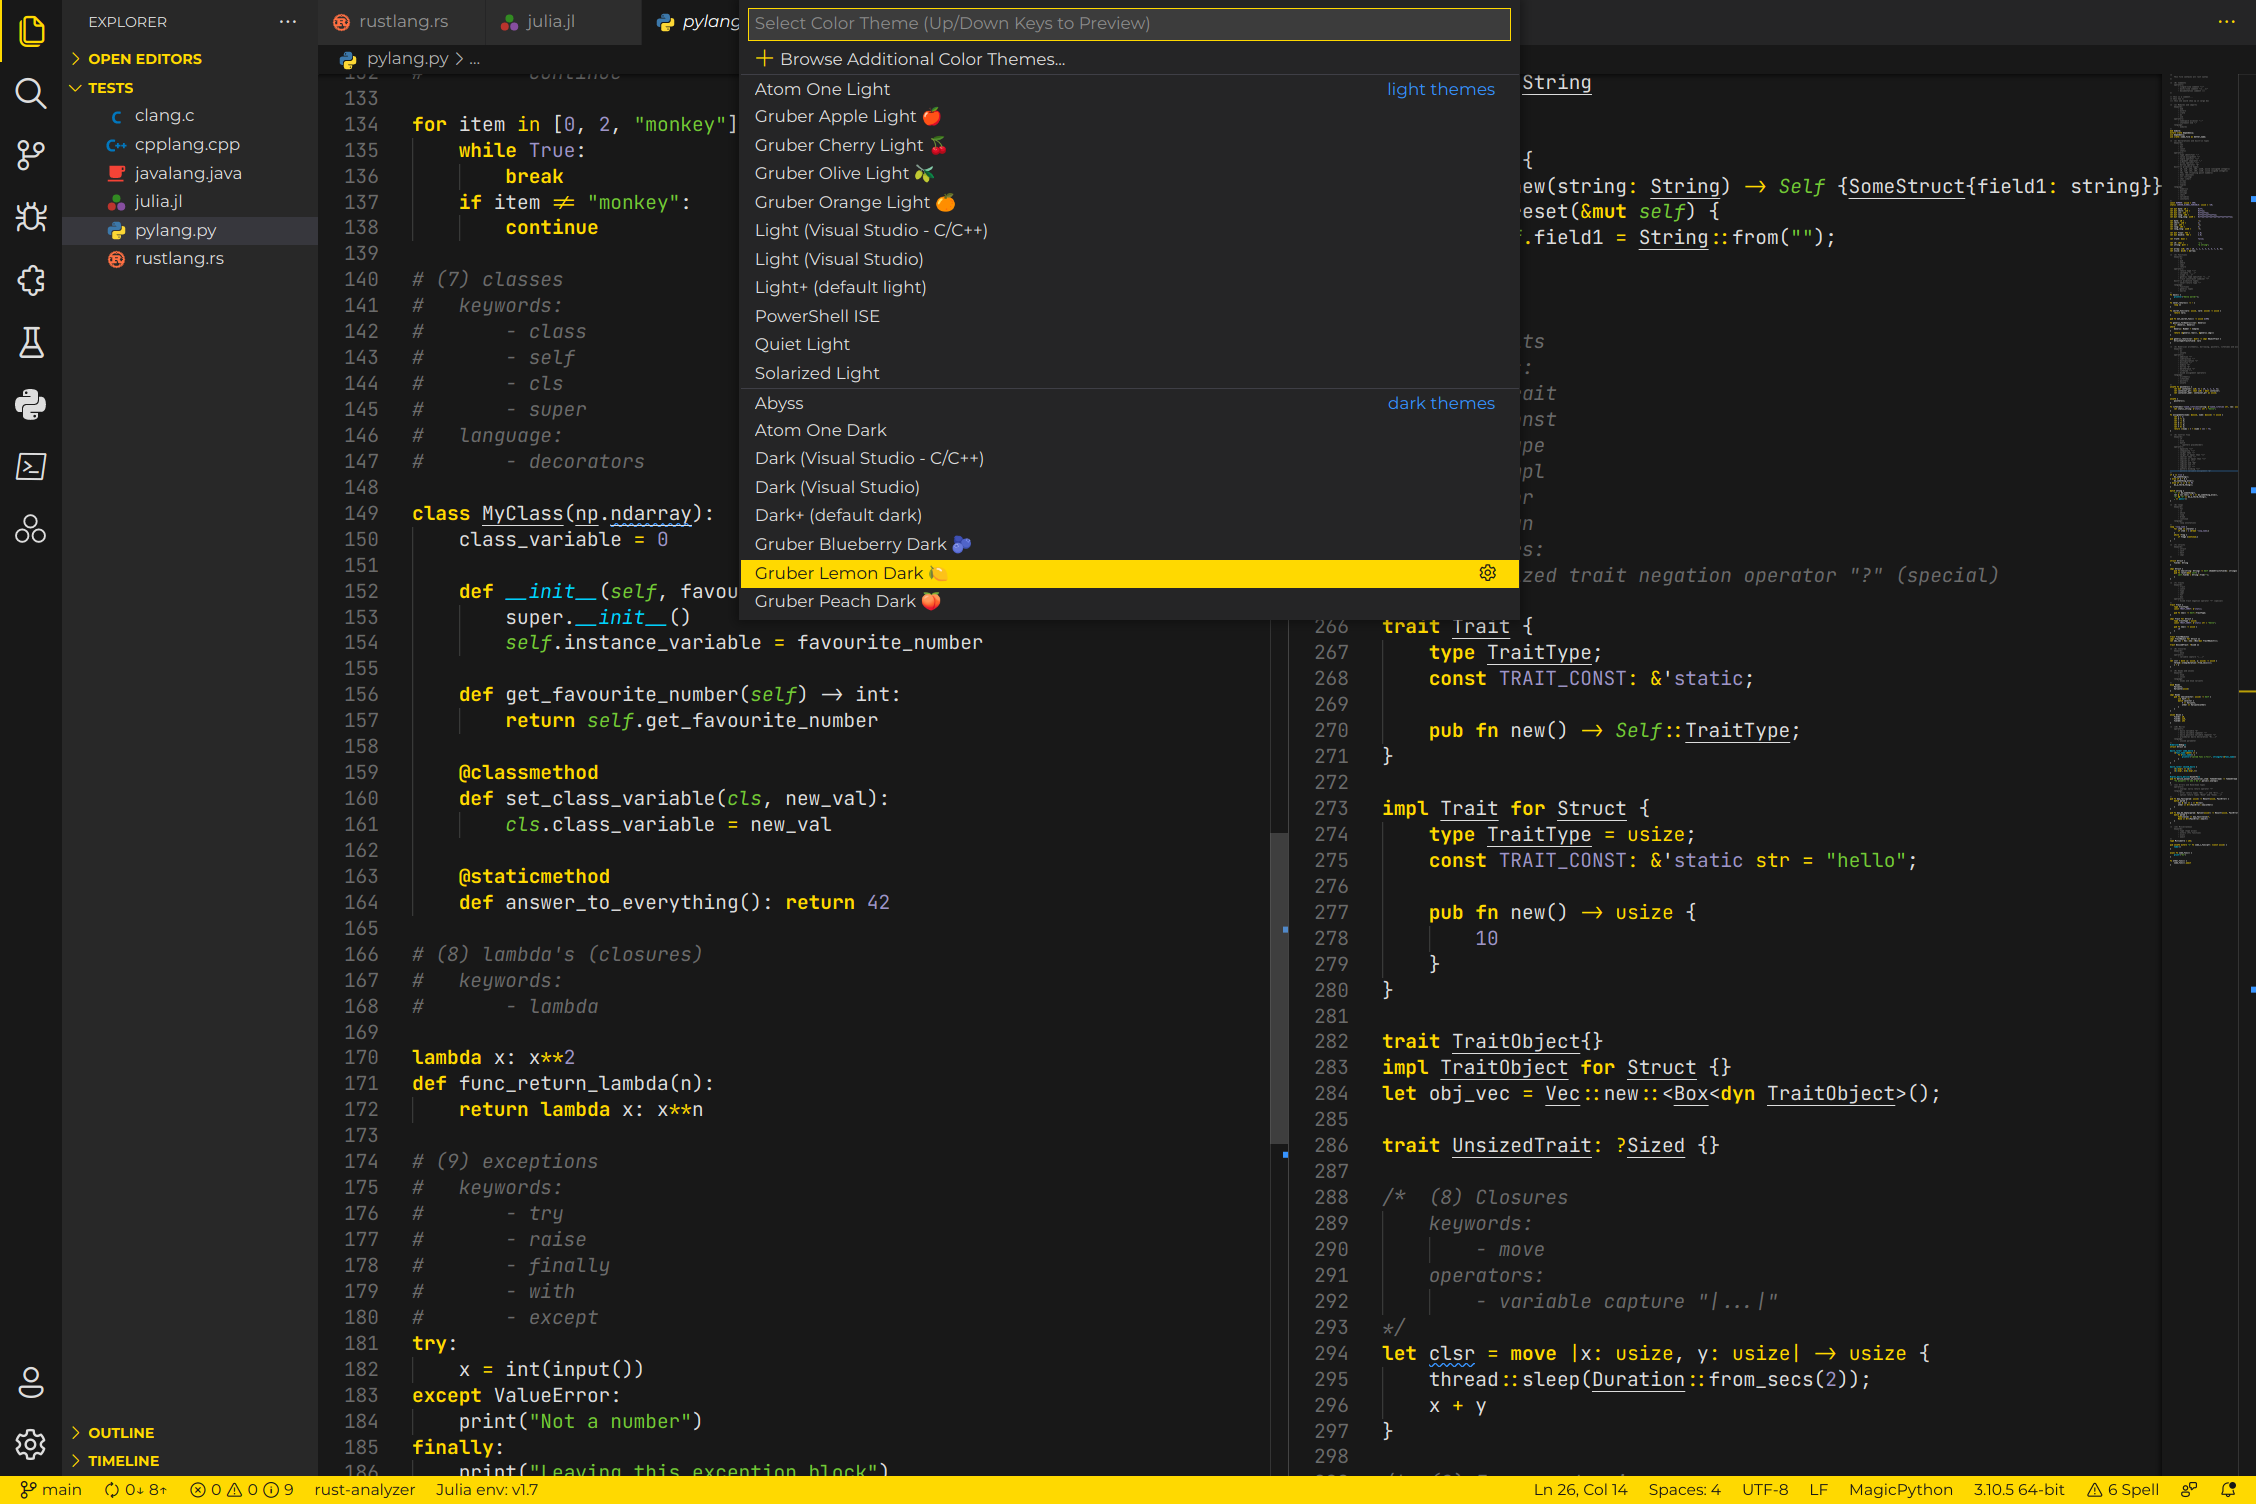 EXPLORER
OPEN EDITORS
TESTS
clang.c
cpplang.cpp
javalang.java
julia.jl
pylang.py
rustlang.rs
OUTLINE
TIMELINE
rustlang.rs
julia.jl
pylang
pylang.py > ...
Select Color Theme (Up/Down Keys to Preview)
+ Browse Additional Color Themes...
Atom One Light light themes
Gruber Apple Light 🍎
Gruber Cherry Light 🍒
Gruber Olive Light 🫒
Gruber Orange Light 🍊
Light (Visual Studio - C/C++)
Light (Visual Studio)
Light+ (default light)
PowerShell ISE
Quiet Light
Solarized Light
Abyss dark themes
Atom One Dark
Dark (Visual Studio - C/C++)
Dark (Visual Studio)
Dark+ (default dark)
Gruber Blueberry Dark 🫐
Gruber Lemon Dark 🍋
Gruber Peach Dark 🍑
132 # continue
133
134 for item in [0, 2, "monkey"]
135 while True:
136 break
137 if item ≠ "monkey":
138 continue
139
140 # (7) classes
141 # keywords:
142 # - class
143 # - self
144 # - cls
145 # - super
146 # language:
147 # - decorators
148
149 class MyClass(np.ndarray):
150 class_variable = 0
151
152 def __init__(self, favou
153 super.__init__()
154 self.instance_variable = favourite_number
155
156 def get_favourite_number(self) → int:
157 return self.get_favourite_number
158
159 @classmethod
160 def set_class_variable(cls, new_val):
161 cls.class_variable = new_val
162
163 @staticmethod
164 def answer_to_everything(): return 42
165
166 # (8) lambda's (closures)
167 # keywords:
168 # - lambda
169
170 lambda x: x**2
171 def func_return_lambda(n):
172 return lambda x: x**n
173
174 # (9) exceptions
175 # keywords:
176 # - try
177 # - raise
178 # - finally
179 # - with
180 # - except
181 try:
182 x = int(input())
183 except ValueError:
184 print("Not a number")
185 finally:
186 print("Leaving this exception block")
String
{
new(string: String) → Self {SomeStruct{field1: string}}
reset(&mut self) {
f.field1 = String::from("");
ts
:
ait
nst
pe
pl
r
n
s:
zed trait negation operator "?" (special)
266 trait Trait {
267 type TraitType;
268 const TRAIT_CONST: &'static;
269
270 pub fn new() → Self::TraitType;
271 }
272
273 impl Trait for Struct {
274 type TraitType = usize;
275 const TRAIT_CONST: &'static str = "hello";
276
277 pub fn new() → usize {
278 10
279 }
280 }
281
282 trait TraitObject{}
283 impl TraitObject for Struct {}
284 let obj_vec = Vec::new::<Box<dyn TraitObject>();
285
286 trait UnsizedTrait: ?Sized {}
287
288 /* (8) Closures
289 keywords:
290 - move
291 operators:
292 - variable capture "|...|"
293 */
294 let clsr = move |x: usize, y: usize| → usize {
295 thread::sleep(Duration::from_secs(2));
296 x + y
297 }
298
main 0↓ 8↑ 0 0 9 rust-analyzer Julia env: v1.7 Ln 26, Col 14 Spaces: 4 UTF-8 LF MagicPython 3.10.5 64-bit 6 Spell